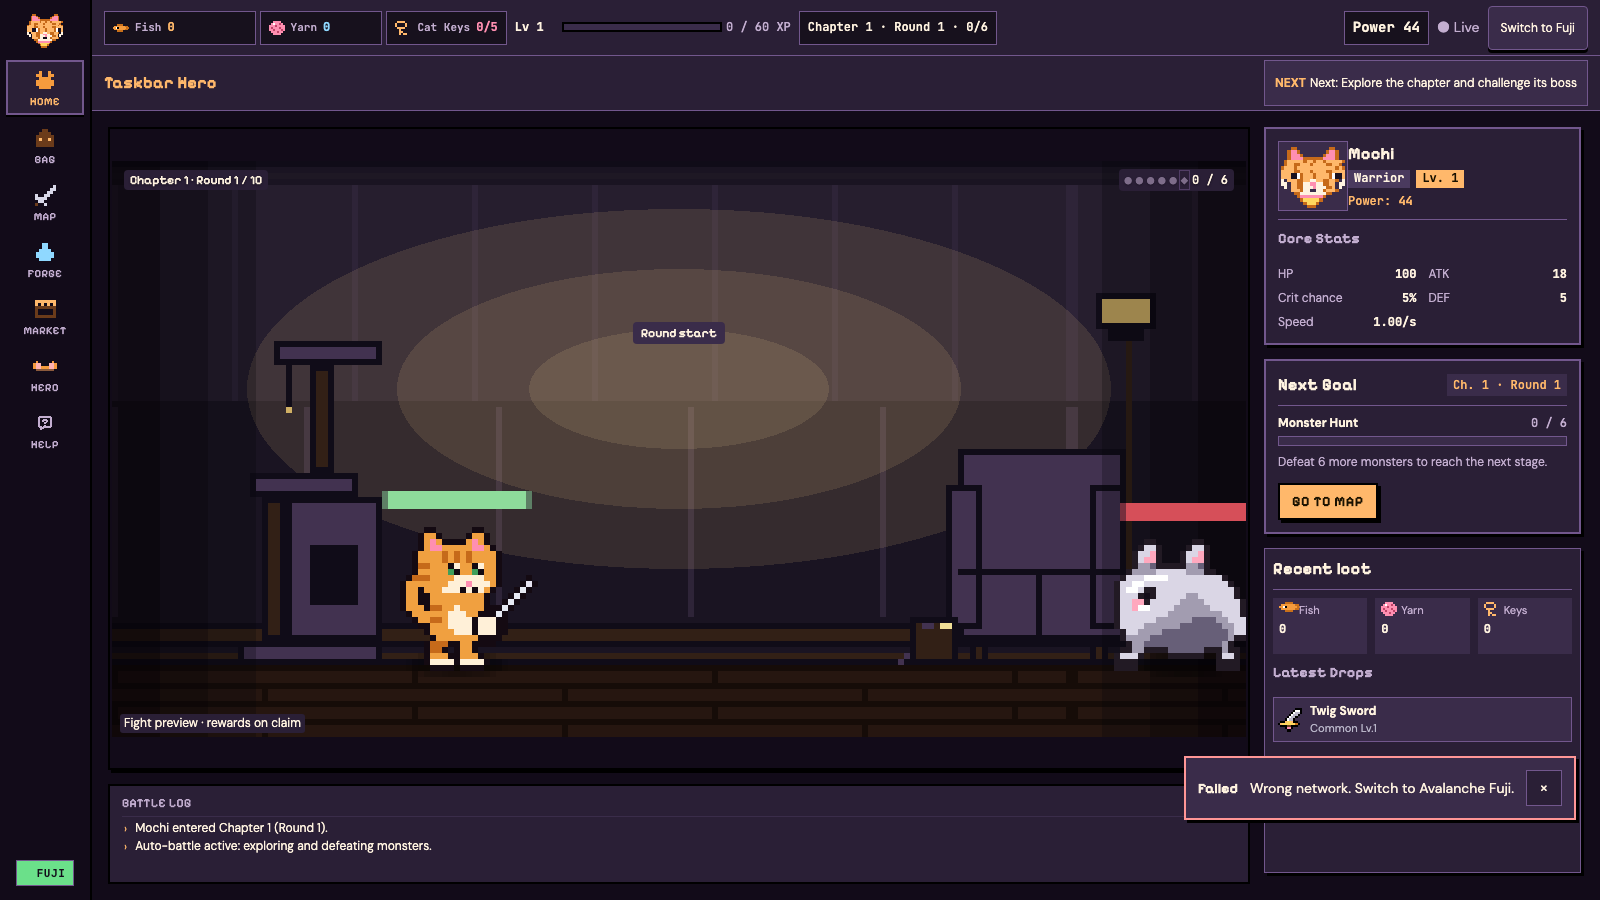 Fish 0
Yarn 0
Cat Keys 0/5
Lv 1
0 / 60 XP
Chapter 1 · Round 1 · 0/6
Power 44
Live
Switch to Fuji
HOME
BAG
MAP
FORGE
MARKET
HERO
HELP
FUJI
Taskbar Hero
NEXT Next: Explore the chapter and challenge its boss
Chapter 1 · Round 1 / 10
0 / 6
Round start
Fight preview · rewards on claim
BATTLE LOG
› Mochi entered Chapter 1 (Round 1).
› Auto-battle active: exploring and defeating monsters.
Mochi
Warrior Lv. 1
Power: 44
Core Stats
HP 100 ATK 18
Crit chance 5% DEF 5
Speed 1.00/s
Next Goal Ch. 1 · Round 1
Monster Hunt 0 / 6
Defeat 6 more monsters to reach the next stage.
GO TO MAP
Recent loot
Fish Yarn Keys
0 0 0
Latest Drops
Twig Sword
Common Lv.1
Failed Wrong network. Switch to Avalanche Fuji. ×